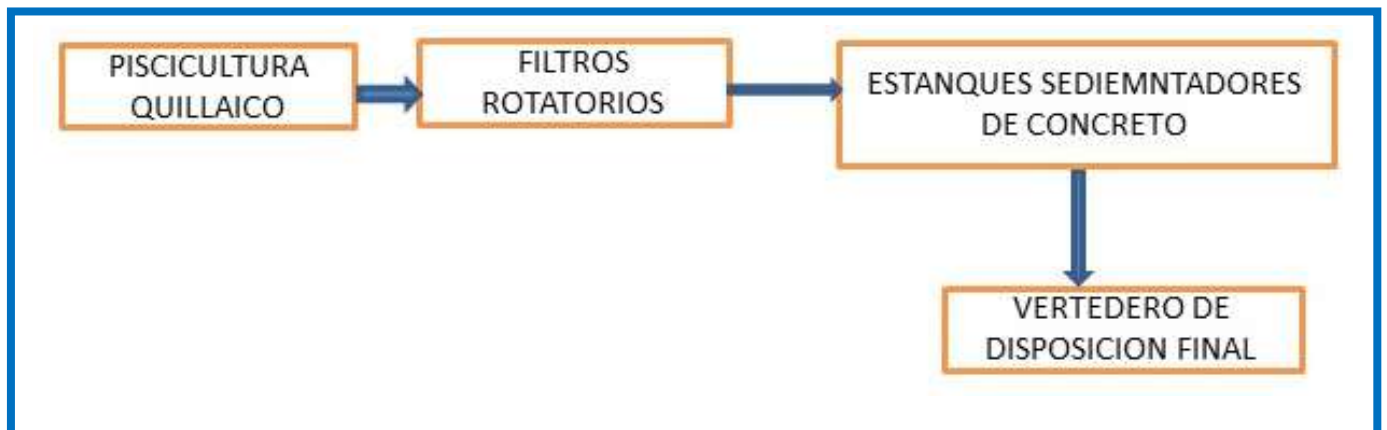 PISCICULTURA
QUILLAICO
FILTROS
ROTATORIOS
ESTANQUES SEDIEMNTADORES
DE CONCRETO
VERTEDERO DE
DISPOSICION FINAL